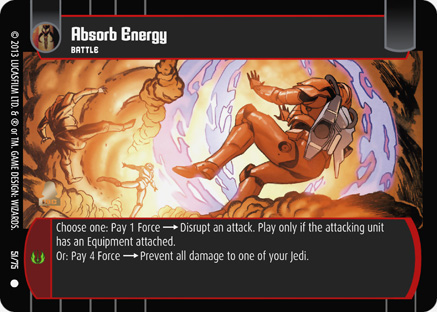 Absorb Energy
BATTLE
Choose one: Pay 1 Force → Disrupt an attack. Play only if the attacking unit
has an Equipment attached.
Or: Pay 4 Force → Prevent all damage to one of your Jedi.
© 2013 LUCASFILM LTD. & ® or TM. GAME DESIGN: WIZARDS.
51/75